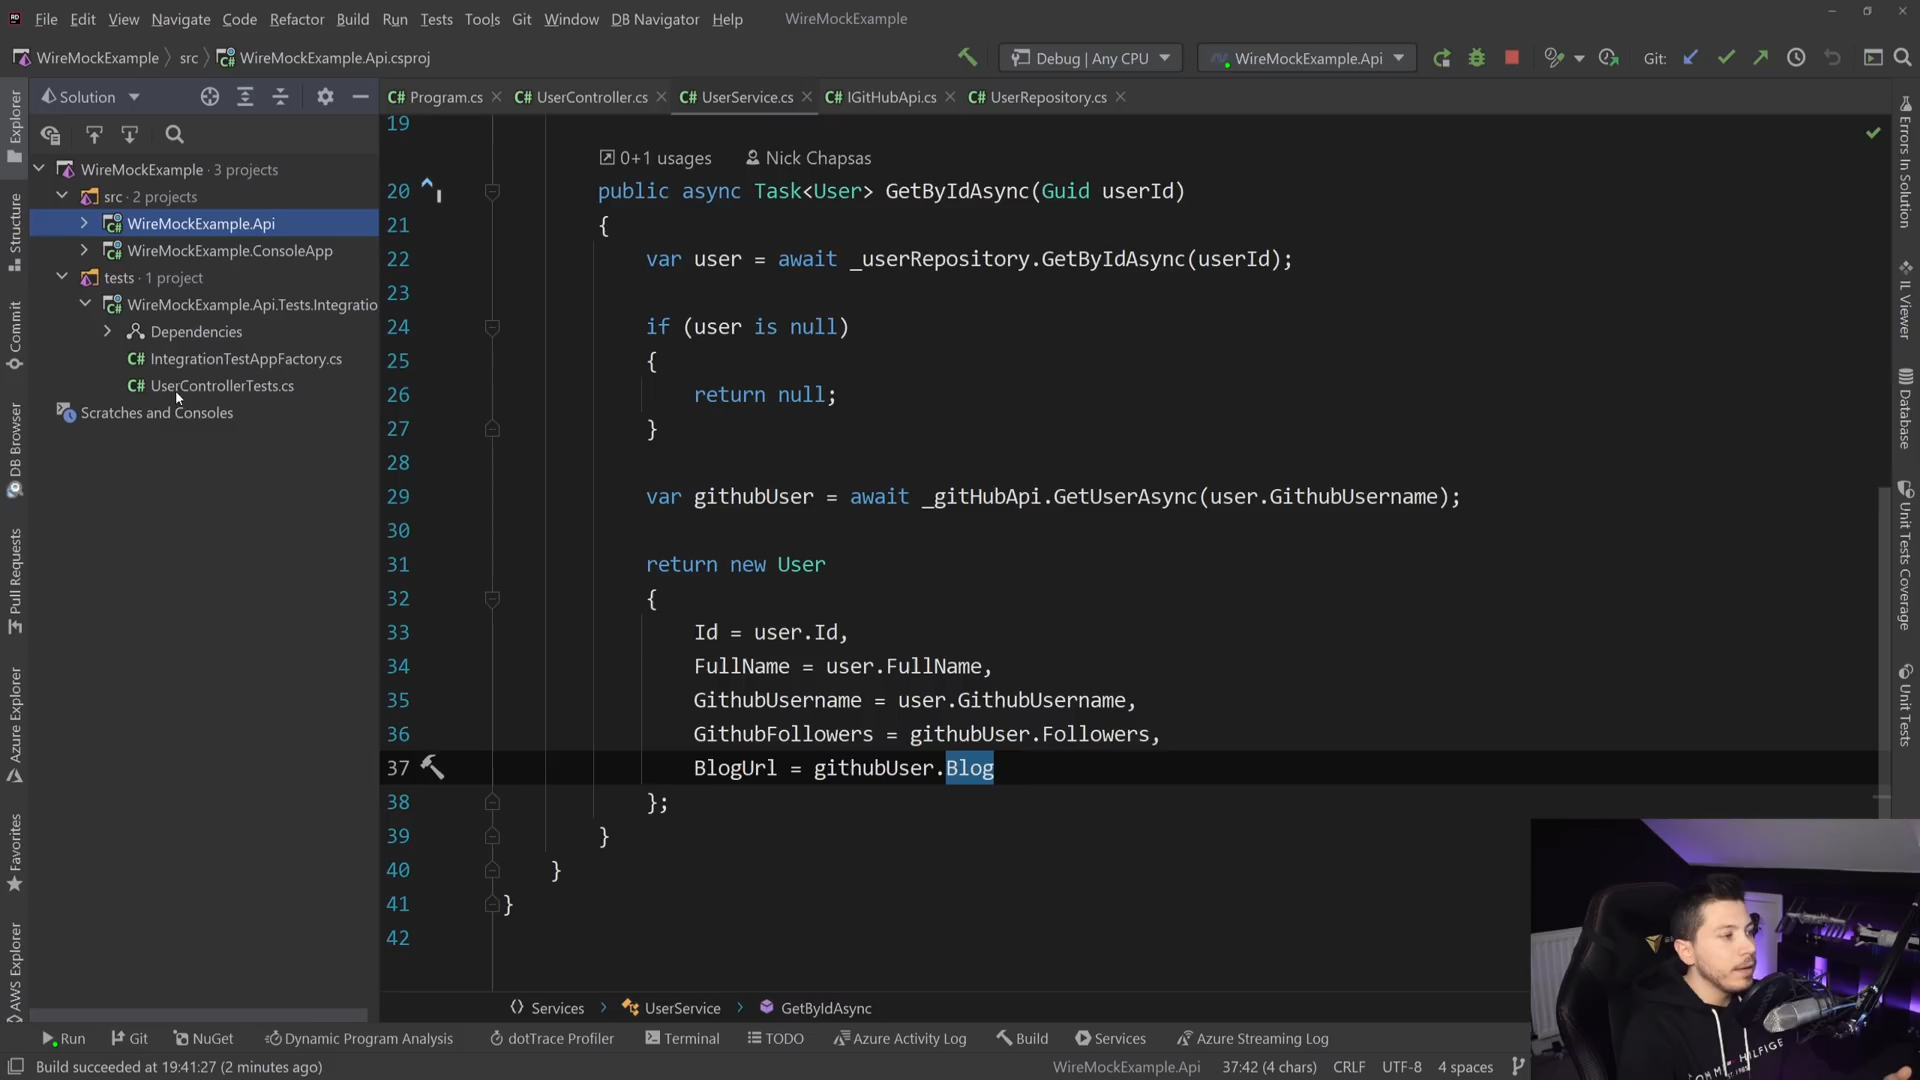 RD File Edit View Navigate Code Refactor Build Run Tests Tools Git Window DB Navigator Help WireMockExample
WireMockExample src C# WireMockExample.Api.csproj Debug | Any CPU WireMockExample.Api Git:
Solution
C# Program.cs C# UserController.cs C# UserService.cs C# IGitHubApi.cs C# UserRepository.cs
WireMockExample · 3 projects
src · 2 projects
C# WireMockExample.Api
C# WireMockExample.ConsoleApp
tests · 1 project
C# WireMockExample.Api.Tests.Integratio
Dependencies
C# IntegrationTestAppFactory.cs
C# UserControllerTests.cs
Scratches and Consoles
Explorer
Structure
Commit
DB Browser
Pull Requests
Azure Explorer
Favorites
AWS Explorer
19
0+1 usages Nick Chapsas
20 public async Task<User> GetByIdAsync(Guid userId)
21 {
22 var user = await _userRepository.GetByIdAsync(userId);
23
24 if (user is null)
25 {
26 return null;
27 }
28
29 var githubUser = await _gitHubApi.GetUserAsync(user.GithubUsername);
30
31 return new User
32 {
33 Id = user.Id,
34 FullName = user.FullName,
35 GithubUsername = user.GithubUsername,
36 GithubFollowers = githubUser.Followers,
37 BlogUrl = githubUser.Blog
38 };
39 }
40 }
41 }
42
Errors In Solution
IL Viewer
Database
Unit Tests Coverage
Unit Tests
Services UserService GetByIdAsync
Run Git NuGet Dynamic Program Analysis dotTrace Profiler Terminal TODO Azure Activity Log Build Services Azure Streaming Log
Build succeeded at 19:41:27 (2 minutes ago) WireMockExample.Api 37:42 (4 chars) CRLF UTF-8 4 spaces